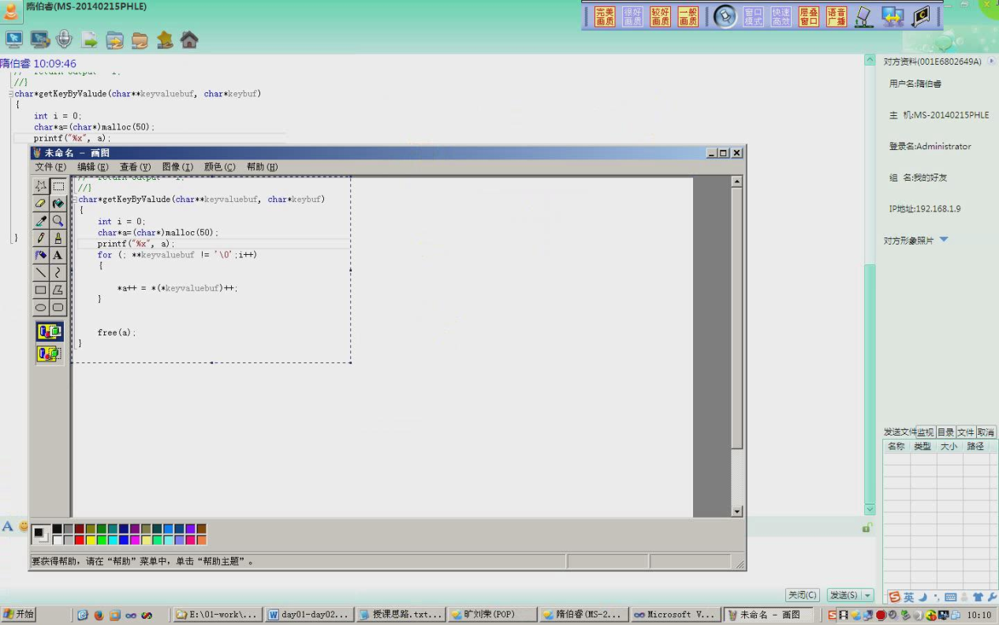 隋伯睿(MS-20140215PHLE)
完美画质 很好画质 较好画质 一般画质 窗口模式 快速高效 层叠窗口 语音广播
隋伯睿 10:09:46
//}
char*getKeyByValude(char**keyvaluebuf, char*keybuf)
{
int i = 0;
char*a=(char*)malloc(50);
printf("%x", a);
}
未命名 - 画图
文件(F) 编辑(E) 查看(V) 图像(I) 颜色(C) 帮助(H)
//}
char*getKeyByValude(char**keyvaluebuf, char*keybuf)
{
int i = 0;
char*a=(char*)malloc(50);
printf("%x", a);
for (; **keyvaluebuf != '\0';i++)
{
*a++ = *(*keyvaluebuf)++;
}
free(a);
}
要获得帮助，请在“帮助”菜单中，单击“帮助主题”。
对方资料(001E6802649A)
用户名:隋伯睿
主 机:MS-20140215PHLE
登录名:Administrator
组 名:我的好友
IP地址:192.168.1.9
对方形象照片
发送文件 监视 目录 文件 取消
名称 类型 大小 路径
关闭(C) 发送(S)
英
开始 E:\01-work\... day01-day02... 授课思路.txt... 旷刘荣(POP) 隋伯睿(MS-2... Microsoft V... 未命名 - 画图 10:10